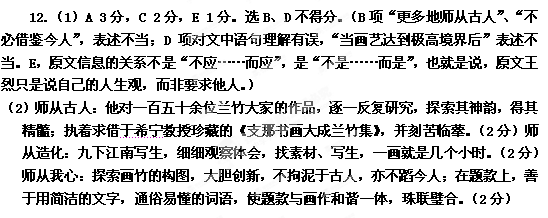 12.(1)A 3分，C 2分，E 1分。选B、D不得分。(B项“更多地师从古人”、“不
必借鉴今人”，表述不当；D项对文中语句理解有误，“当画艺达到极高境界后”表述不
当。E，原文信息的关系不是“不应……而应”，是“不是……而是”，也就是说，原文王
烈只是说自己的人生观，而非要求他人。)
(2)师从古人：他对一百五十余位兰竹大家的作品，逐一反复研究，探索其神韵，得其
精髓；执着求借于希宁教授珍藏的《支那书画大成兰竹集》，并刻苦临摹。(2分)师
从造化：九下江南写生，细细观察体会，找素材、写生，一画就是几个小时。(2分)
师从我心：探索画竹的构图，大胆创新，不拘泥于古人，亦不蹈今人；在题款上，善
于用简洁的文字，通俗易懂的词语，使题款与画作和谐一体，珠联璧合。(2分)